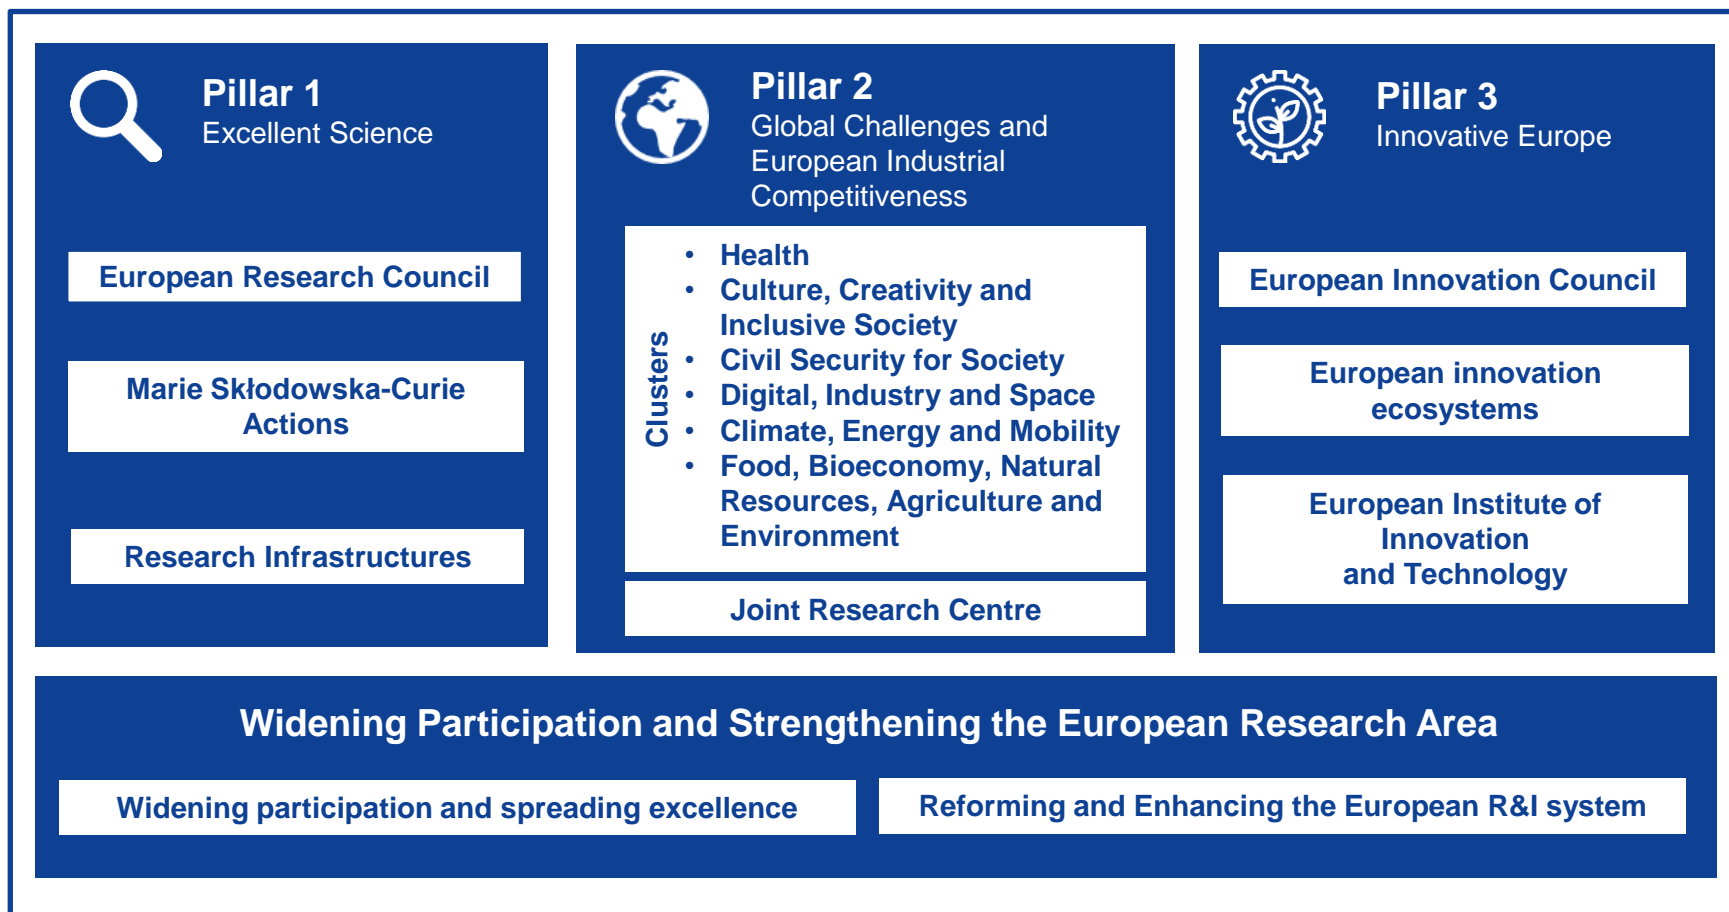 Pillar 1
Excellent Science
European Research Council
Marie Skłodowska-Curie
Actions
Research Infrastructures
Pillar 2
Global Challenges and
European Industrial
Competitiveness
Clusters
• Health
• Culture, Creativity and
Inclusive Society
• Civil Security for Society
• Digital, Industry and Space
• Climate, Energy and Mobility
• Food, Bioeconomy, Natural
Resources, Agriculture and
Environment
Joint Research Centre
Pillar 3
Innovative Europe
European Innovation Council
European innovation
ecosystems
European Institute of
Innovation
and Technology
Widening Participation and Strengthening the European Research Area
Widening participation and spreading excellence
Reforming and Enhancing the European R&I system